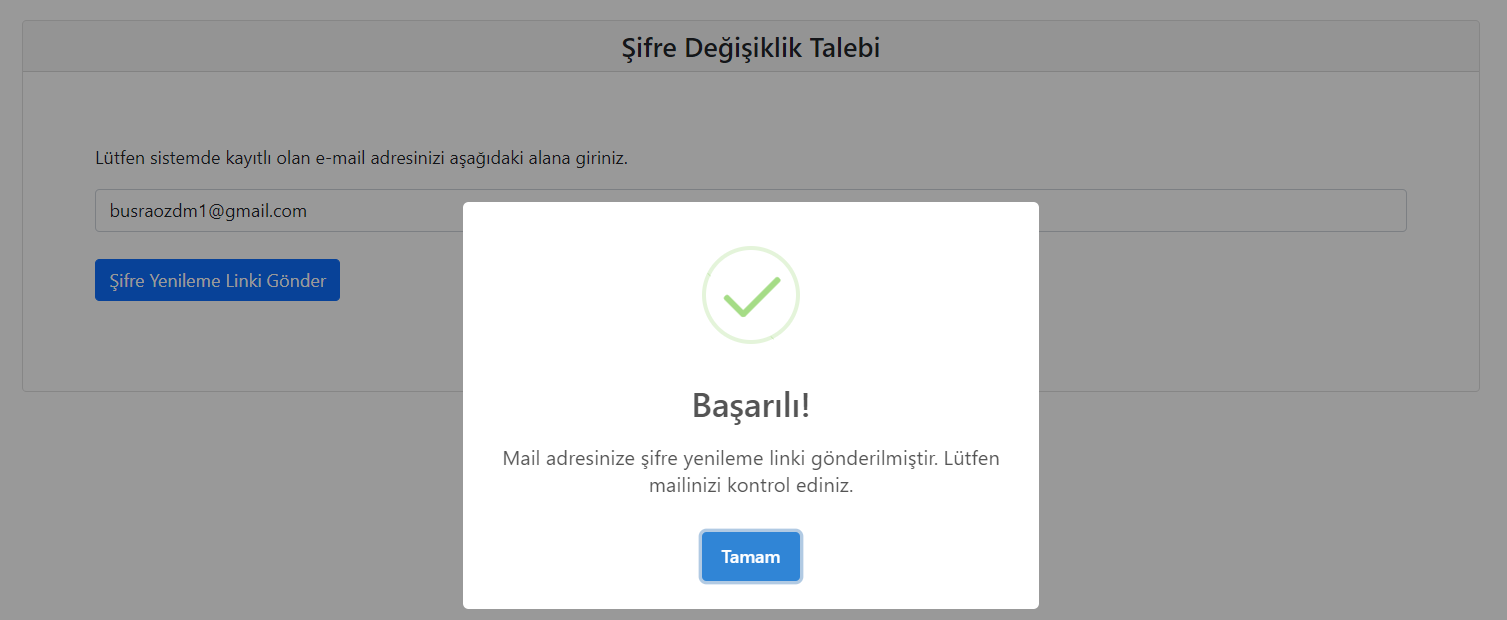 Şifre Değişiklik Talebi
Lütfen sistemde kayıtlı olan e-mail adresinizi aşağıdaki alana giriniz.
busraozdm1@gmail.com
Şifre Yenileme Linki Gönder
Başarılı!
Mail adresinize şifre yenileme linki gönderilmiştir. Lütfen
mailinizi kontrol ediniz.
Tamam